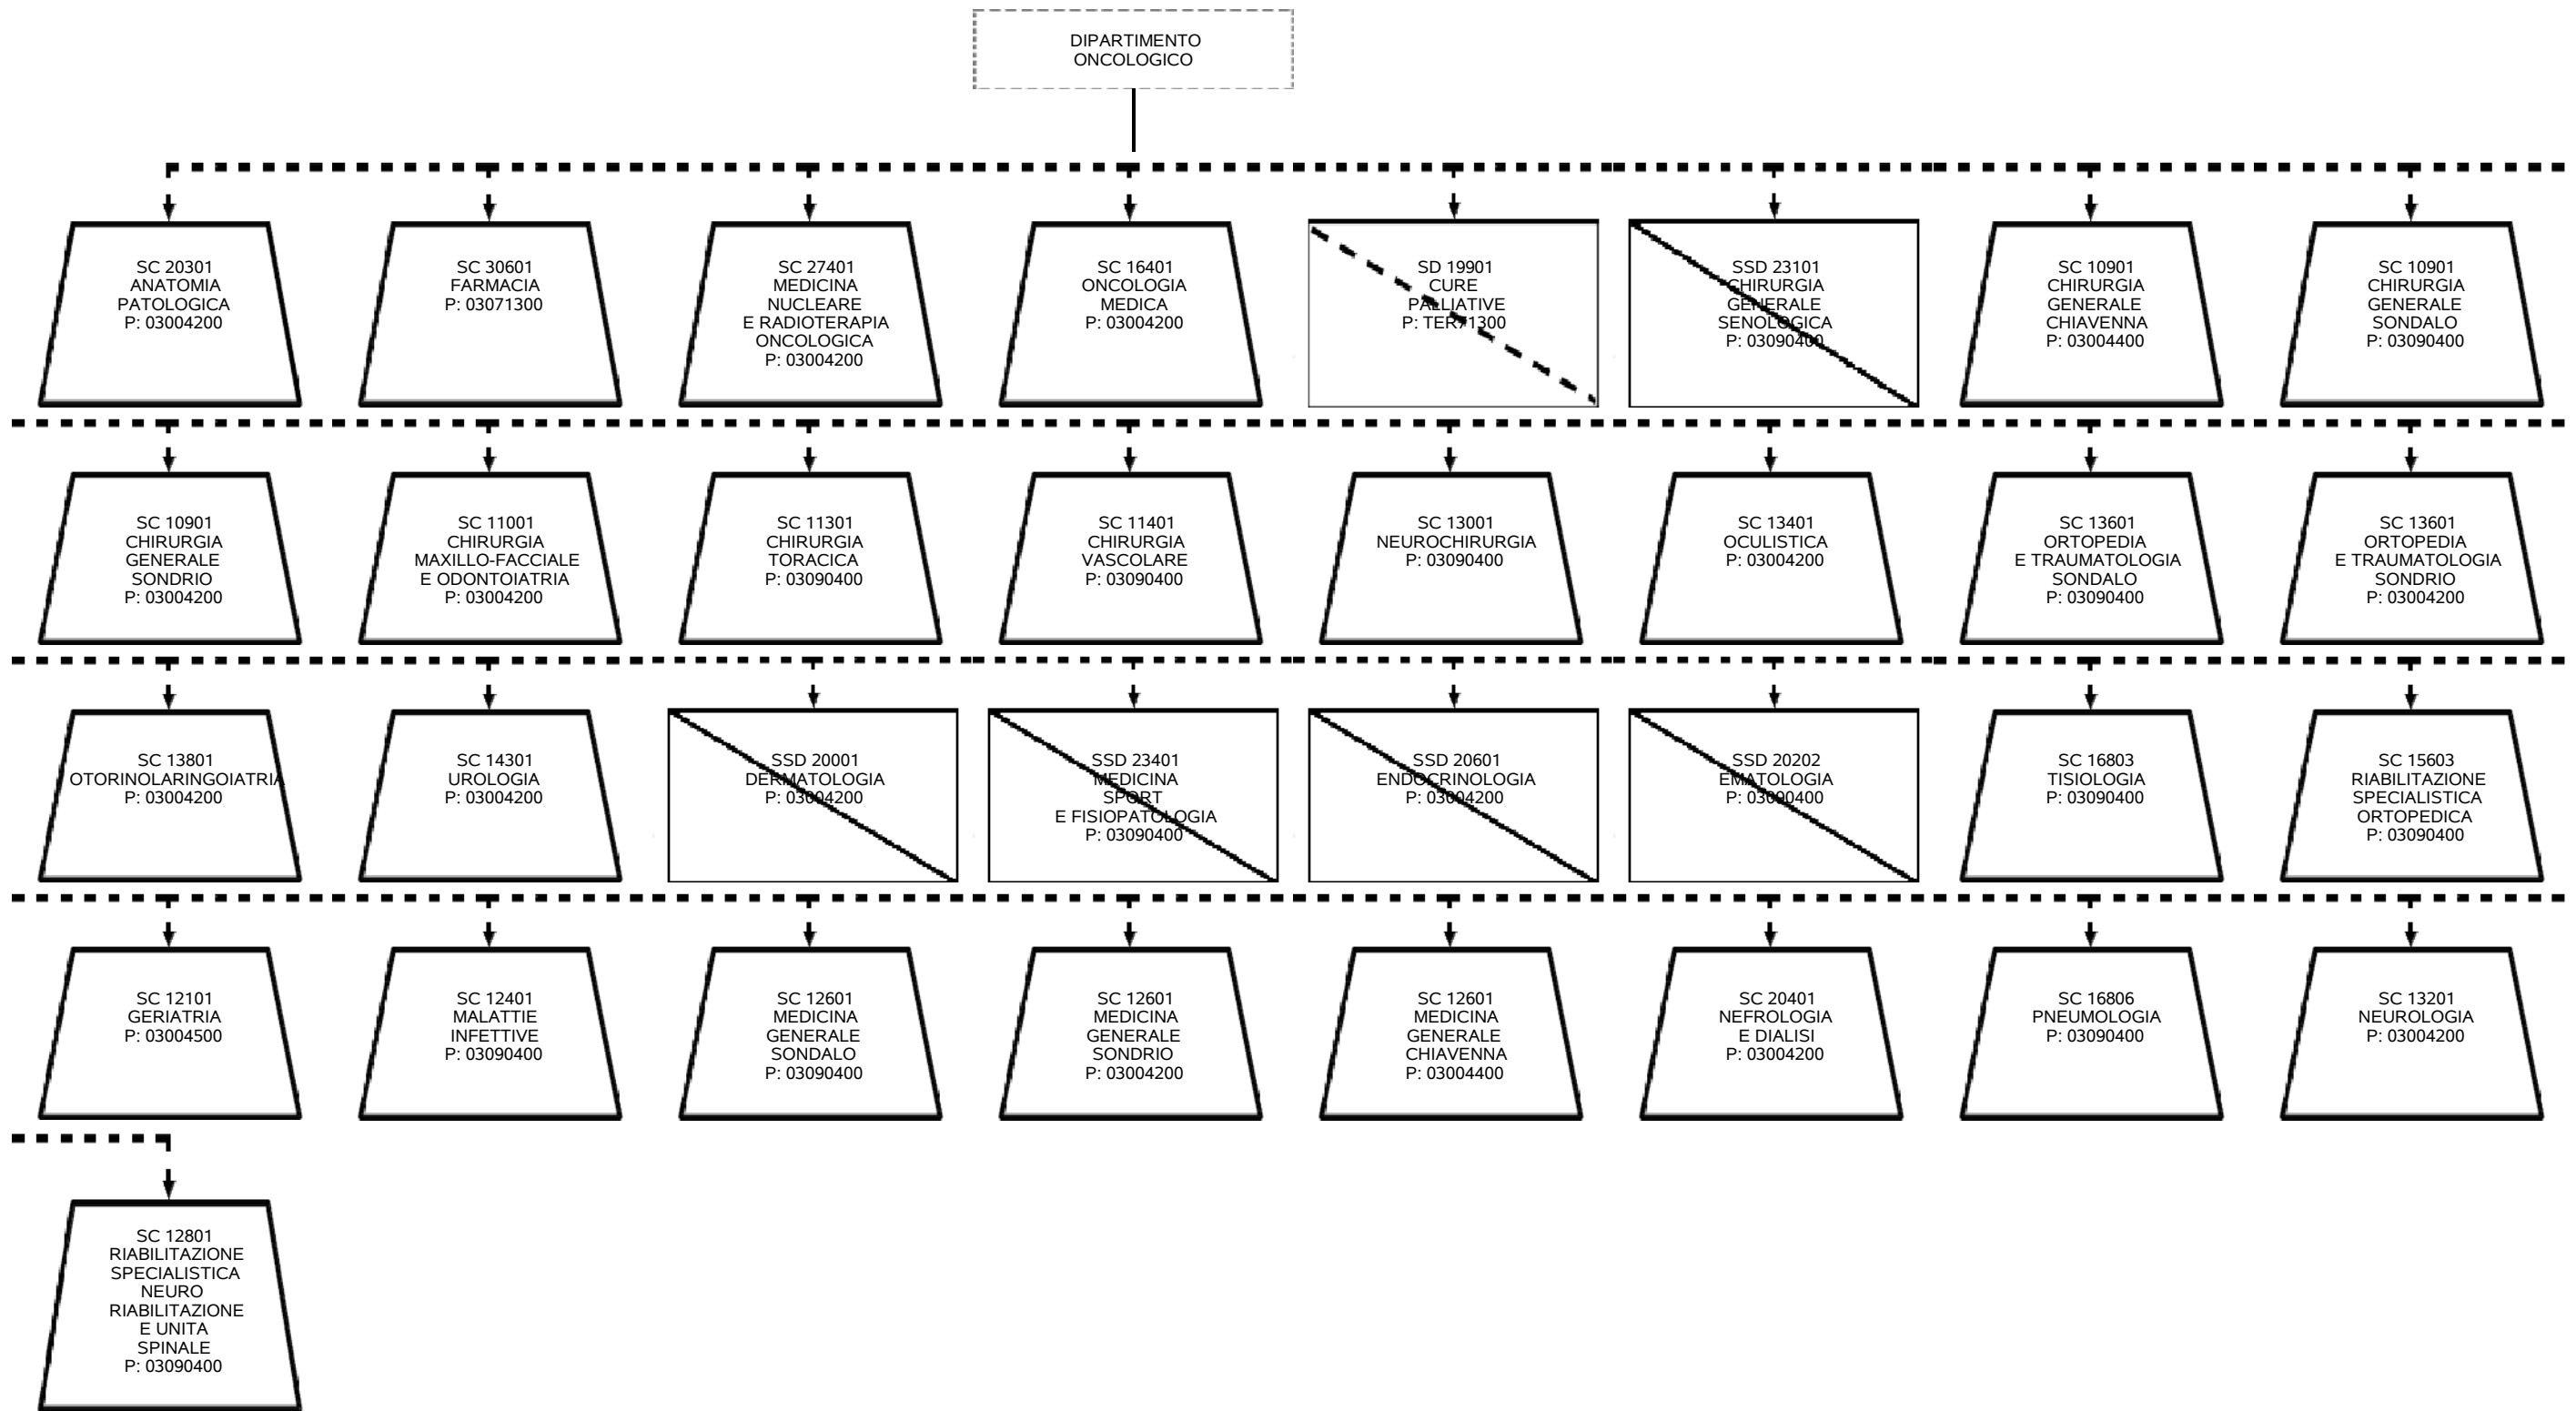 DIPARTIMENTO
ONCOLOGICO
SC 20301
ANATOMIA
PATOLOGICA
P: 03004200
SC 30601
FARMACIA
P: 03071300
SC 27401
MEDICINA
NUCLEARE
E RADIOTERAPIA
ONCOLOGICA
P: 03004200
SC 16401
ONCOLOGIA
MEDICA
P: 03004200
SD 19901
CURE
PALLIATIVE
P: TER71300
SSD 23101
CHIRURGIA
GENERALE
SENOLOGICA
P: 03090400
SC 10901
CHIRURGIA
GENERALE
CHIAVENNA
P: 03004400
SC 10901
CHIRURGIA
GENERALE
SONDALO
P: 03090400
SC 10901
CHIRURGIA
GENERALE
SONDRIO
P: 03004200
SC 11001
CHIRURGIA
MAXILLO-FACCIALE
E ODONTOIATRIA
P: 03004200
SC 11301
CHIRURGIA
TORACICA
P: 03090400
SC 11401
CHIRURGIA
VASCOLARE
P: 03090400
SC 13001
NEUROCHIRURGIA
P: 03090400
SC 13401
OCULISTICA
P: 03004200
SC 13601
ORTOPEDIA
E TRAUMATOLOGIA
SONDALO
P: 03090400
SC 13601
ORTOPEDIA
E TRAUMATOLOGIA
SONDRIO
P: 03004200
SC 13801
OTORINOLARINGOIATRIA
P: 03004200
SC 14301
UROLOGIA
P: 03004200
SSD 20001
DERMATOLOGIA
P: 03004200
SSD 23401
MEDICINA
SPORT
E FISIOPATOLOGIA
P: 03090400
SSD 20601
ENDOCRINOLOGIA
P: 03004200
SSD 20202
EMATOLOGIA
P: 03090400
SC 16803
TISIOLOGIA
P: 03090400
SC 15603
RIABILITAZIONE
SPECIALISTICA
ORTOPEDICA
P: 03090400
SC 12101
GERIATRIA
P: 03004500
SC 12401
MALATTIE
INFETTIVE
P: 03090400
SC 12601
MEDICINA
GENERALE
SONDALO
P: 03090400
SC 12601
MEDICINA
GENERALE
SONDRIO
P: 03004200
SC 12601
MEDICINA
GENERALE
CHIAVENNA
P: 03004400
SC 20401
NEFROLOGIA
E DIALISI
P: 03004200
SC 16806
PNEUMOLOGIA
P: 03090400
SC 13201
NEUROLOGIA
P: 03004200
SC 12801
RIABILITAZIONE
SPECIALISTICA
NEURO
RIABILITAZIONE
E UNITA
SPINALE
P: 03090400